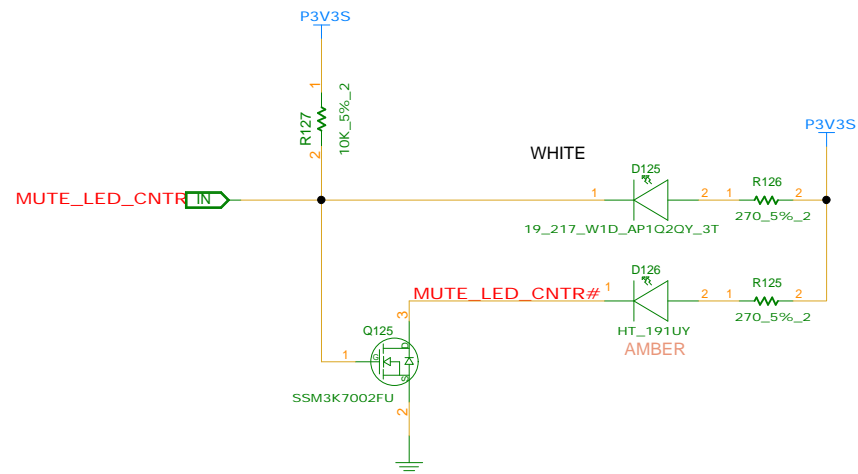 P3V3S
1
R127
10K_5%_2
2
P3V3S
WHITE
MUTE_LED_CNTR
IN
1
D125
2
1
R126
2
19_217_W1D_AP1Q2QY_3T
270_5%_2
MUTE_LED_CNTR#
1
D126
2
1
R125
2
HT_191UY
270_5%_2
AMBER
3
Q125
D
1
G
S
SSM3K7002FU
2